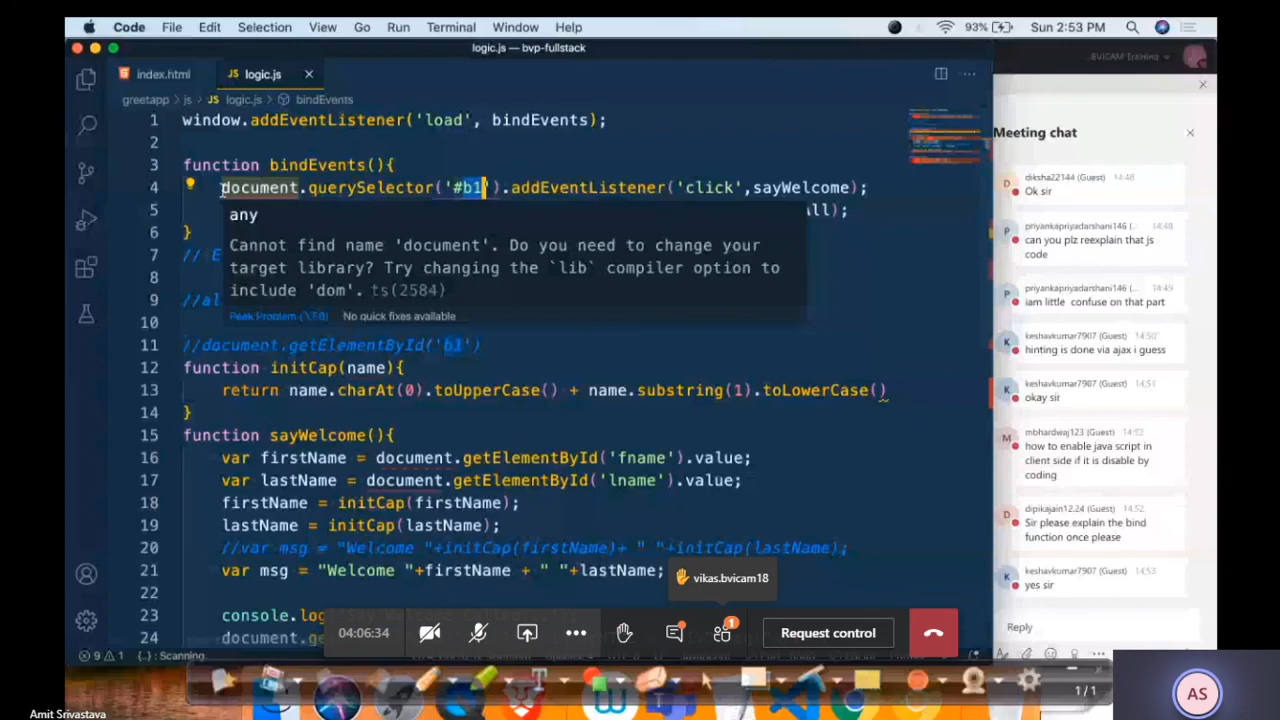 Code File Edit Selection View Go Run Terminal Window Help 93% Sun 2:53 PM
logic.js — bvp-fullstack
index.html JS logic.js
greetapp > js > JS logic.js > bindEvents
1 window.addEventListener('load', bindEvents);
2
3 function bindEvents(){
4 document.querySelector('#b1').addEventListener('click',sayWelcome);
5 ll);
any
Cannot find name 'document'. Do you need to change your
target library? Try changing the `lib` compiler option to
include 'dom'. ts(2584)
Peek Problem (⌥F8) No quick fixes available
6 }
7 // E
8
9 //al
10
11 //document.getElementById('b1')
12 function initCap(name){
13 return name.charAt(0).toUpperCase() + name.substring(1).toLowerCase()
14 }
15 function sayWelcome(){
16 var firstName = document.getElementById('fname').value;
17 var lastName = document.getElementById('lname').value;
18 firstName = initCap(firstName);
19 lastName = initCap(lastName);
20 //var msg = "Welcome "+initCap(firstName)+ " "+initCap(lastName);
21 var msg = "Welcome "+firstName + " "+lastName;
22
23 console.log
24 document.ge
vikas.bvicam18
04:06:34
1
Request control
9 1 {..} : Scanning.
BVICAM Training
Meeting chat
D diksha22144 (Guest) 14:48
Ok sir
P priyankapriyadarshani146 (... 14:48
can you plz reexplain that js
code
P priyankapriyadarshani146 (... 14:49
iam little confuse on that part
K keshavkumar7907 (Guest) 14:50
hinting is done via ajax i guess
K keshavkumar7907 (Guest) 14:51
okay sir
M mbhardwaj123 (Guest) 14:52
how to enable java script in
client side if it is disable by
coding
D dipikajain12.24 (Guest) 14:52
Sir please explain the bind
function once please
K keshavkumar7907 (Guest) 14:53
yes sir
Reply
1/1
AS
Amit Srivastava